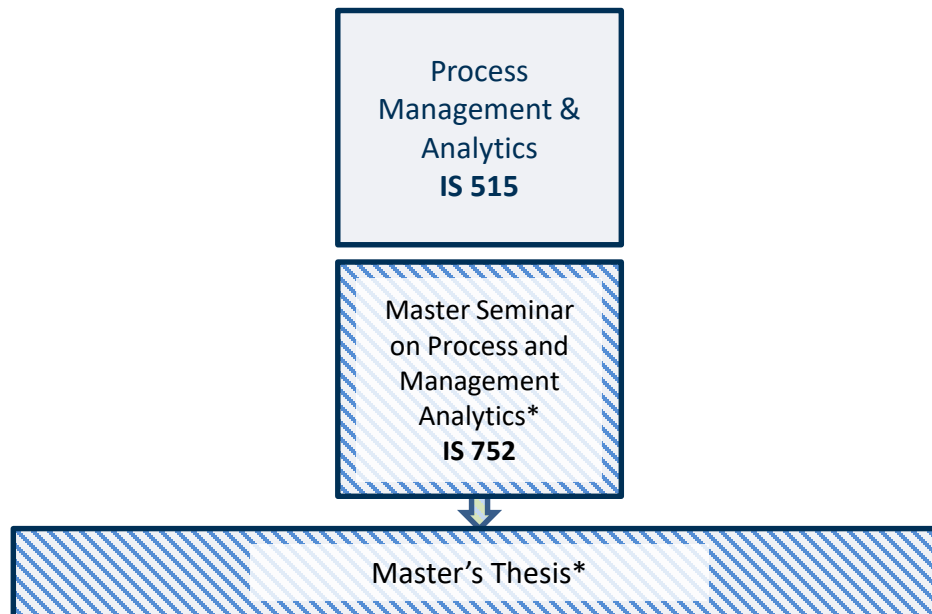 Process
Management &
Analytics
IS 515
Master Seminar
on Process and
Management
Analytics*
IS 752
Master’s Thesis*